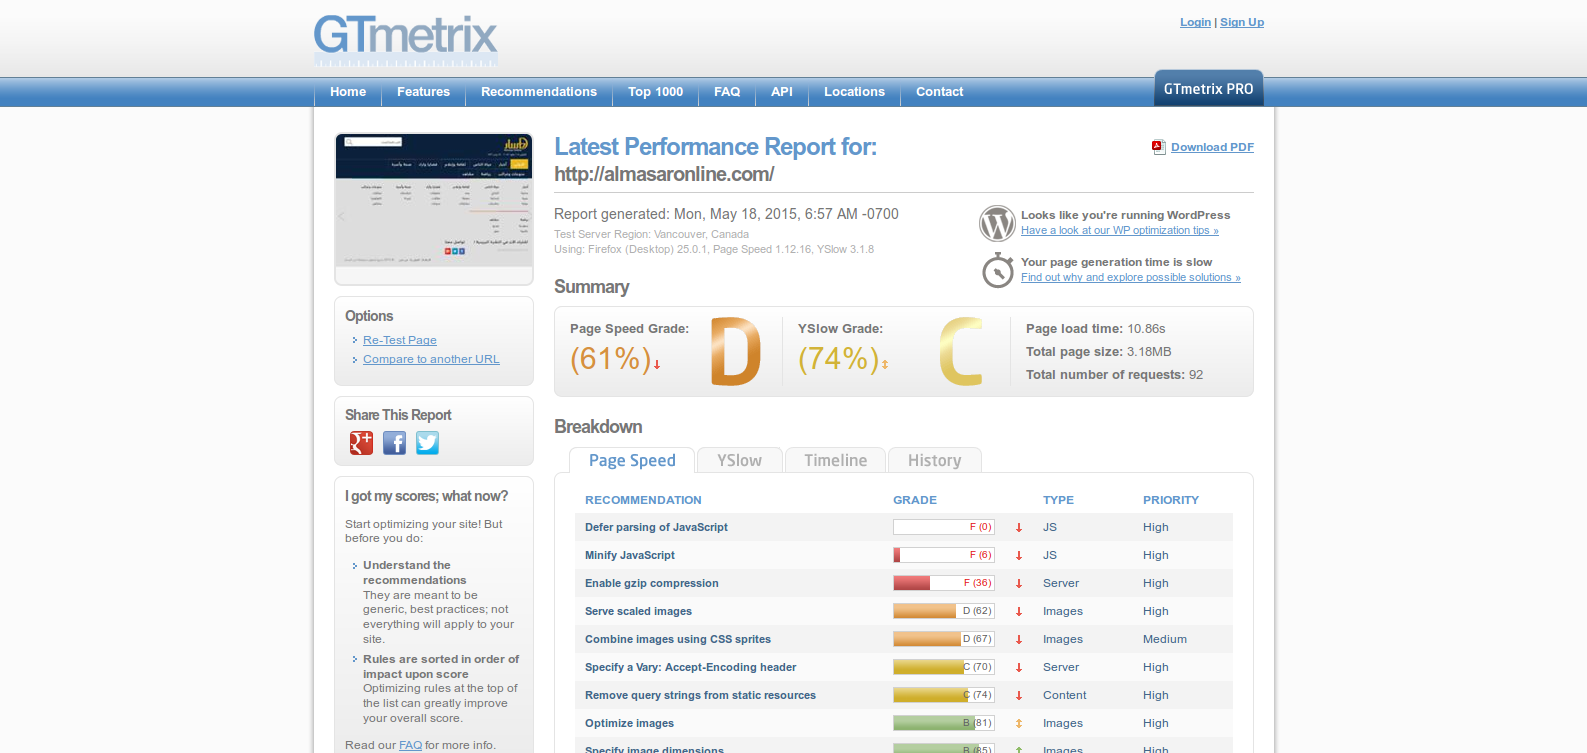 GTmetrix
Login | Sign Up
Home Features Recommendations Top 1000 FAQ API Locations Contact GTmetrix PRO
Latest Performance Report for:
http://almasaronline.com/
Download PDF
Report generated: Mon, May 18, 2015, 6:57 AM -0700
Test Server Region: Vancouver, Canada
Using: Firefox (Desktop) 25.0.1, Page Speed 1.12.16, YSlow 3.1.8
Looks like you're running WordPress
Have a look at our WP optimization tips »
Your page generation time is slow
Find out why and explore possible solutions »
Options
Re-Test Page
Compare to another URL
Share This Report
I got my scores; what now?
Start optimizing your site! But
before you do:
Understand the
recommendations
They are meant to be
generic, best practices; not
everything will apply to your
site.
Rules are sorted in order of
impact upon score
Optimizing rules at the top of
the list can greatly improve
your overall score.
Read our FAQ for more info.
Summary
Page Speed Grade:
(61%) D
YSlow Grade:
(74%) C
Page load time: 10.86s
Total page size: 3.18MB
Total number of requests: 92
Breakdown
Page Speed YSlow Timeline History
RECOMMENDATION GRADE TYPE PRIORITY
Defer parsing of JavaScript F (0) JS High
Minify JavaScript F (6) JS High
Enable gzip compression F (36) Server High
Serve scaled images D (62) Images High
Combine images using CSS sprites D (67) Images Medium
Specify a Vary: Accept-Encoding header C (70) Server High
Remove query strings from static resources C (74) Content High
Optimize images B (81) Images High
Specify image dimensions B (85) Images High